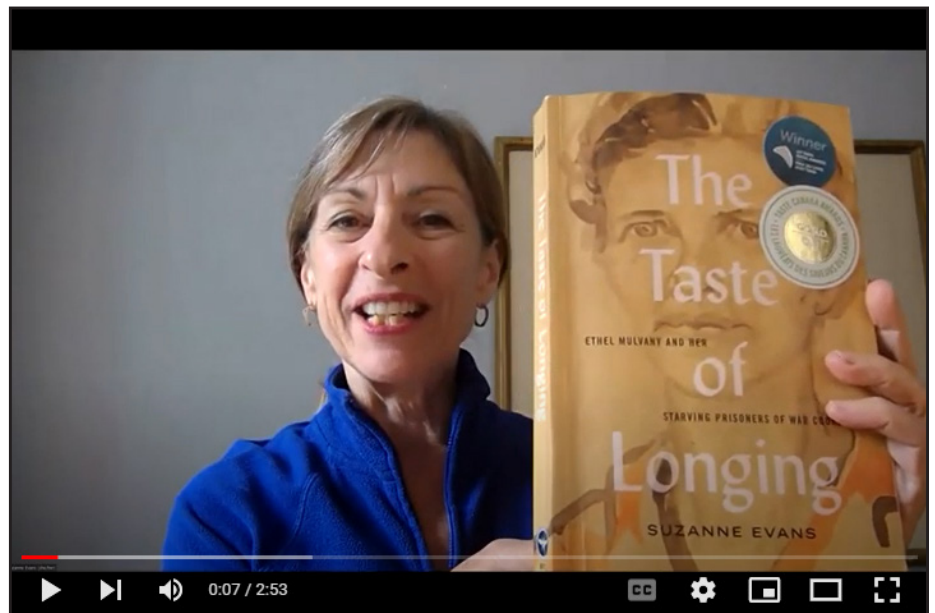 Winner
The
Taste
ETHEL MULVANY AND HER
of
STARVING PRISONERS OF WAR
Longing
SUZANNE EVANS
The Taste of Longing
0:07 / 2:53
CC